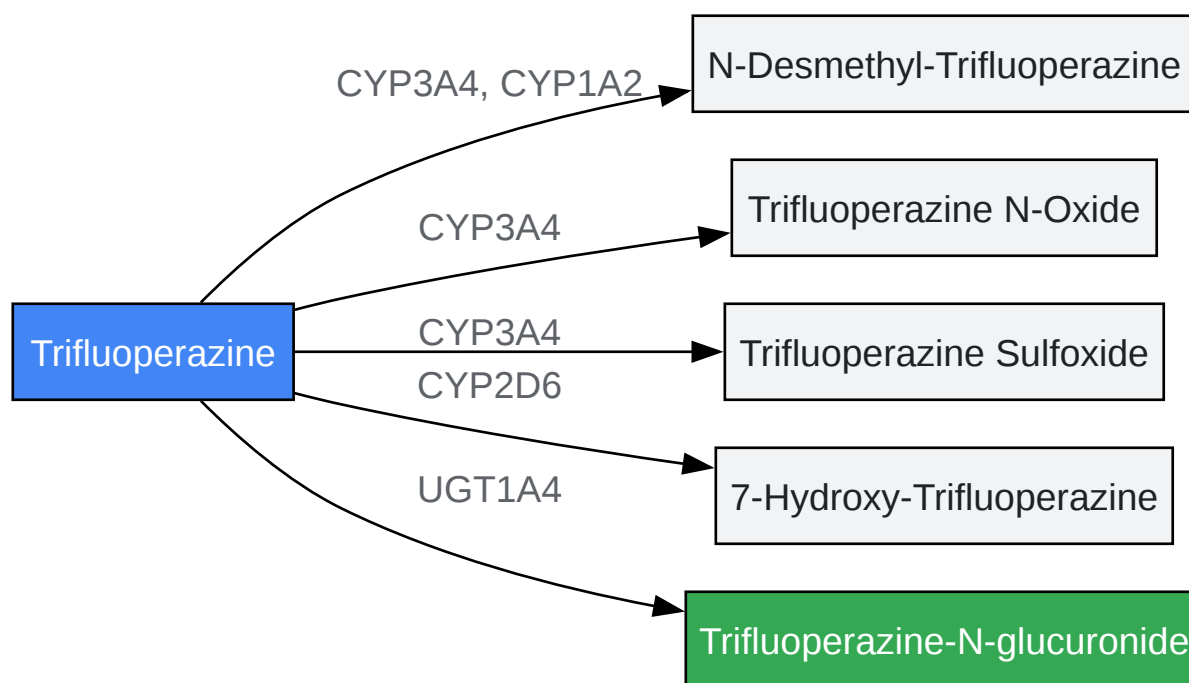 N-Desmethyl-Trifluoperazine
CYP3A4, CYP1A2
Trifluoperazine N-Oxide
CYP3A4
Trifluoperazine
CYP3A4
Trifluoperazine Sulfoxide
CYP2D6
UGT1A4
7-Hydroxy-Trifluoperazine
Trifluoperazine-N-glucuronide